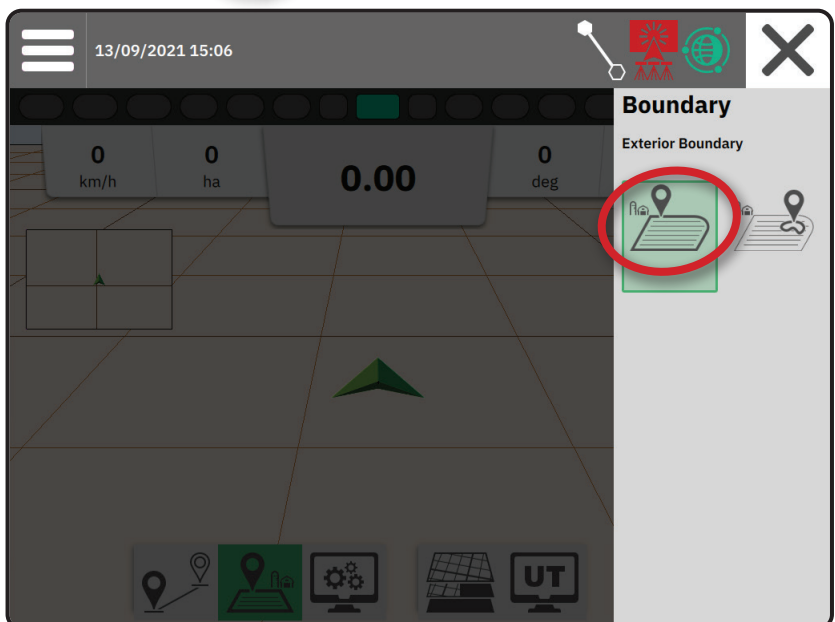 13/09/2021 15:06
Boundary
Exterior Boundary
0
km/h
0
ha
0.00
0
deg
UT